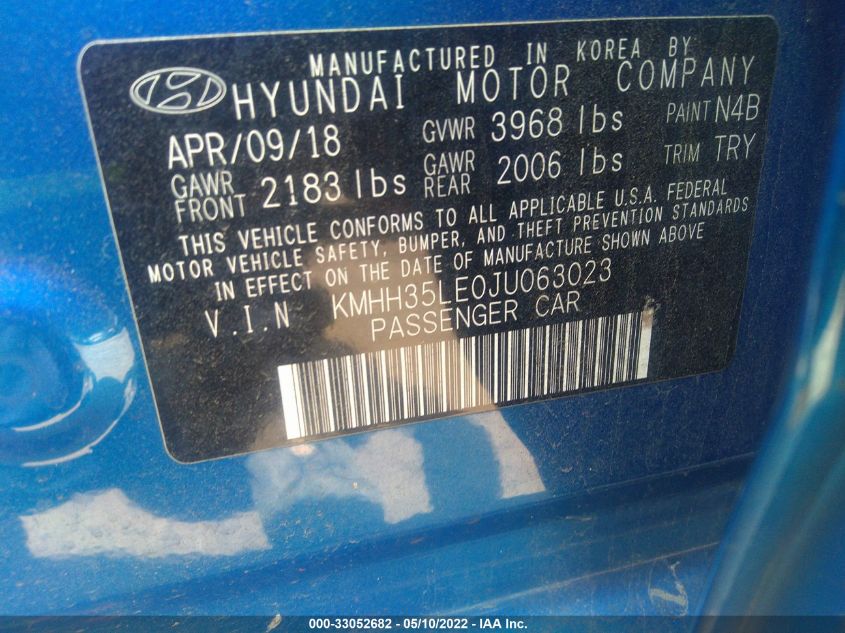 MANUFACTURED IN KOREA BY
HYUNDAI MOTOR COMPANY
APR/09/18 GVWR 3968 lbs PAINT N4B
GAWR FRONT 2183 lbs GAWR REAR 2006 lbs TRIM TRY
THIS VEHICLE CONFORMS TO ALL APPLICABLE U.S.A. FEDERAL
MOTOR VEHICLE SAFETY, BUMPER, AND THEFT PREVENTION STANDARDS
IN EFFECT ON THE DATE OF MANUFACTURE SHOWN ABOVE
V.I.N KMHH35LE0JU063023
PASSENGER CAR
000-33052682 - 05/10/2022 - IAA Inc.